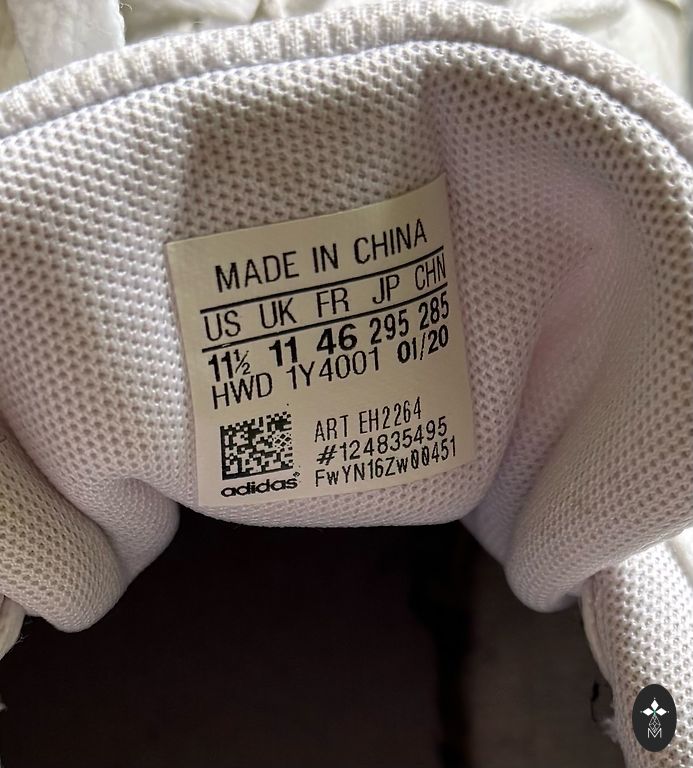 MADE IN CHINA
US UK FR JP CHN
11½ 11 46 295 285
HWD 1Y4001 01/20
ART EH2264
#124835495
FwYN16Zw00451
adidas®
M